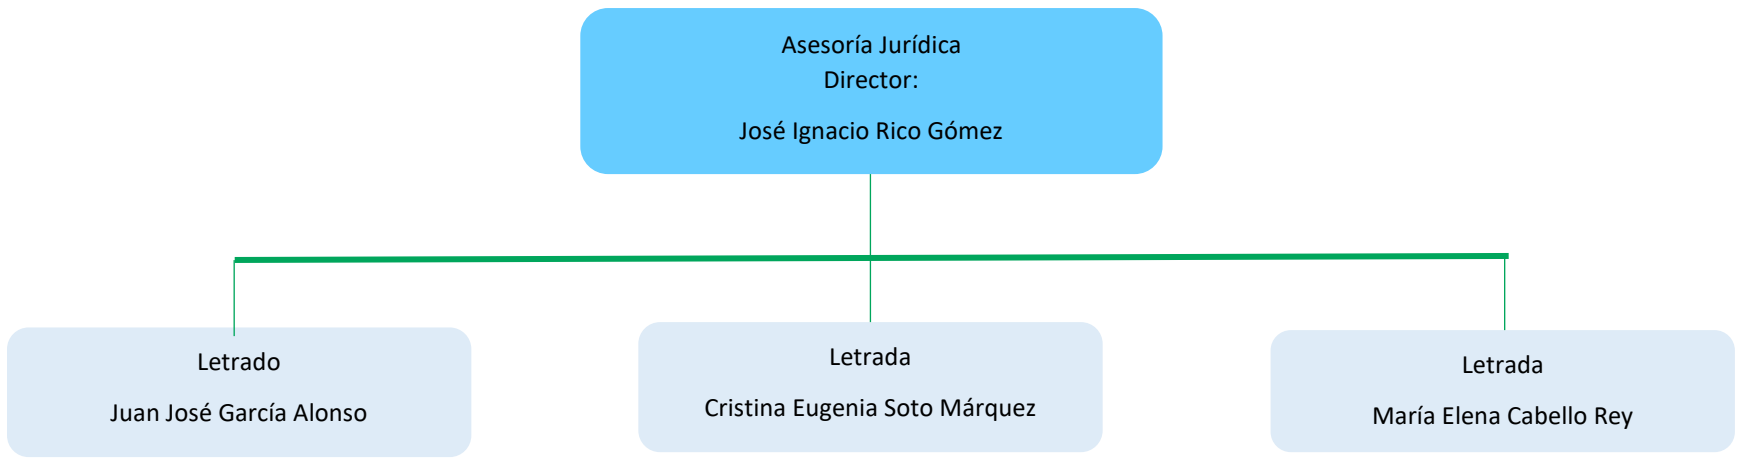 Asesoría Jurídica
Director:
José Ignacio Rico Gómez
Letrado
Juan José García Alonso
Letrada
Cristina Eugenia Soto Márquez
Letrada
María Elena Cabello Rey